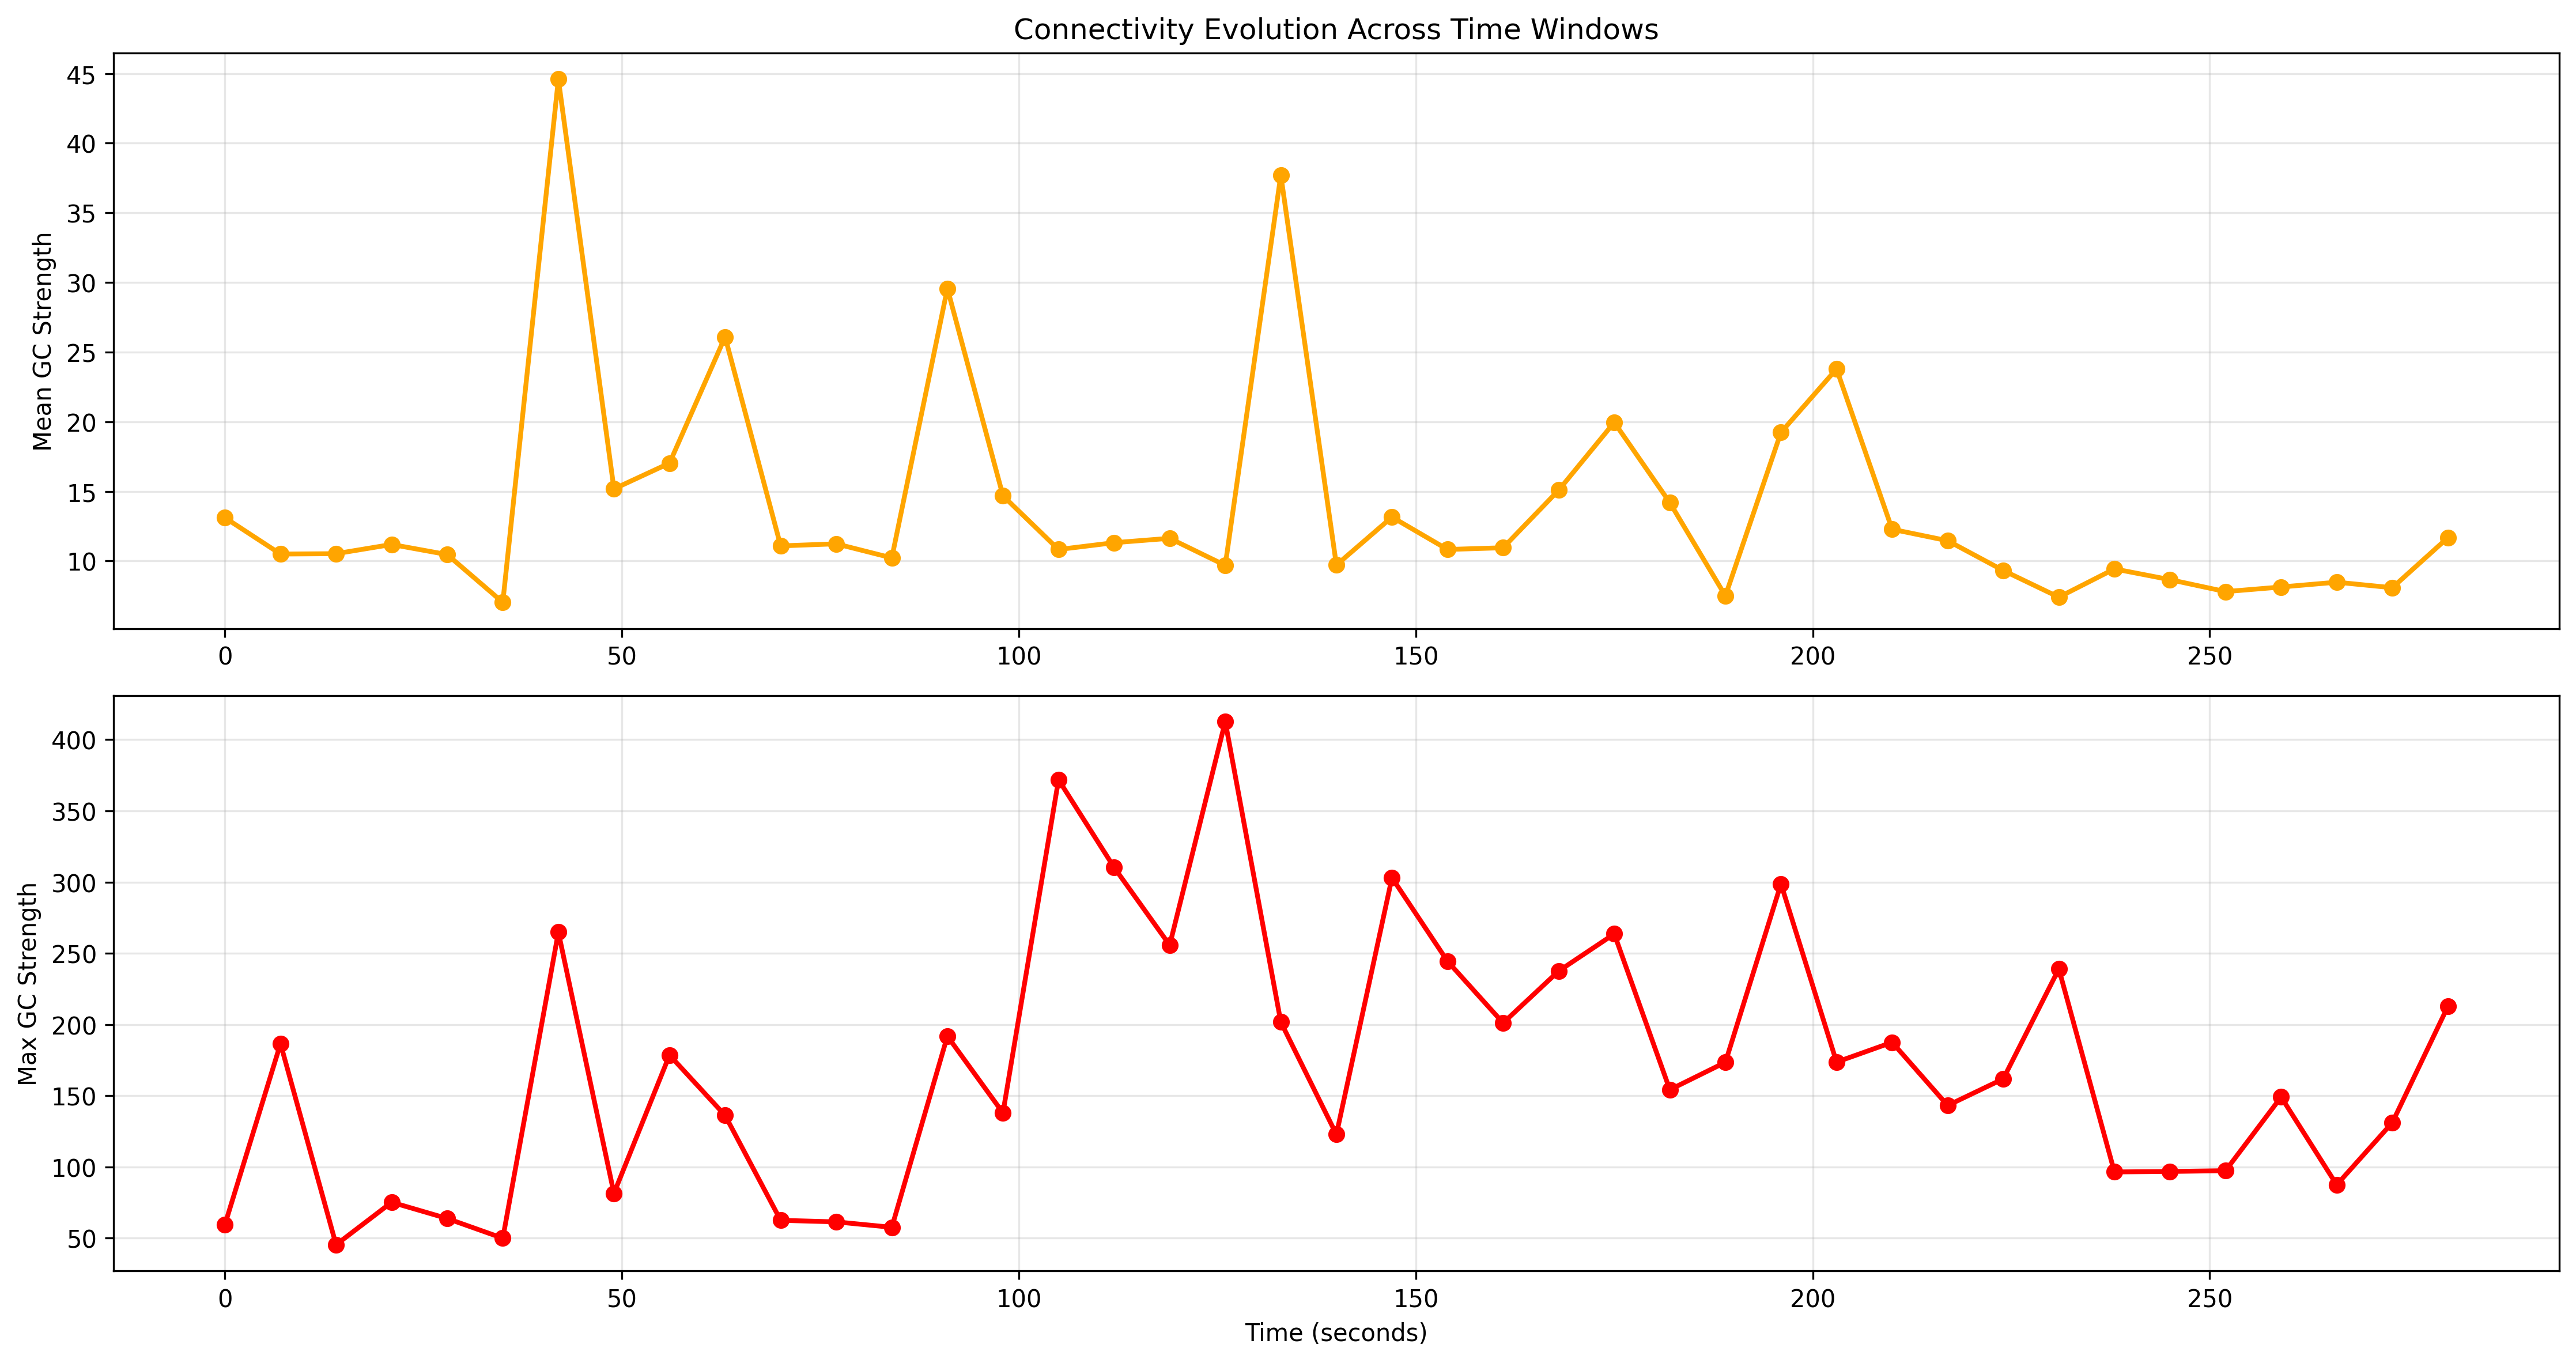 Connectivity Evolution Across Time Windows
Mean GC Strength
45
40
35
30
25
20
15
10
0 50 100 150 200 250
Max GC Strength
400
350
300
250
200
150
100
50
0 50 100 150 200 250
Time (seconds)